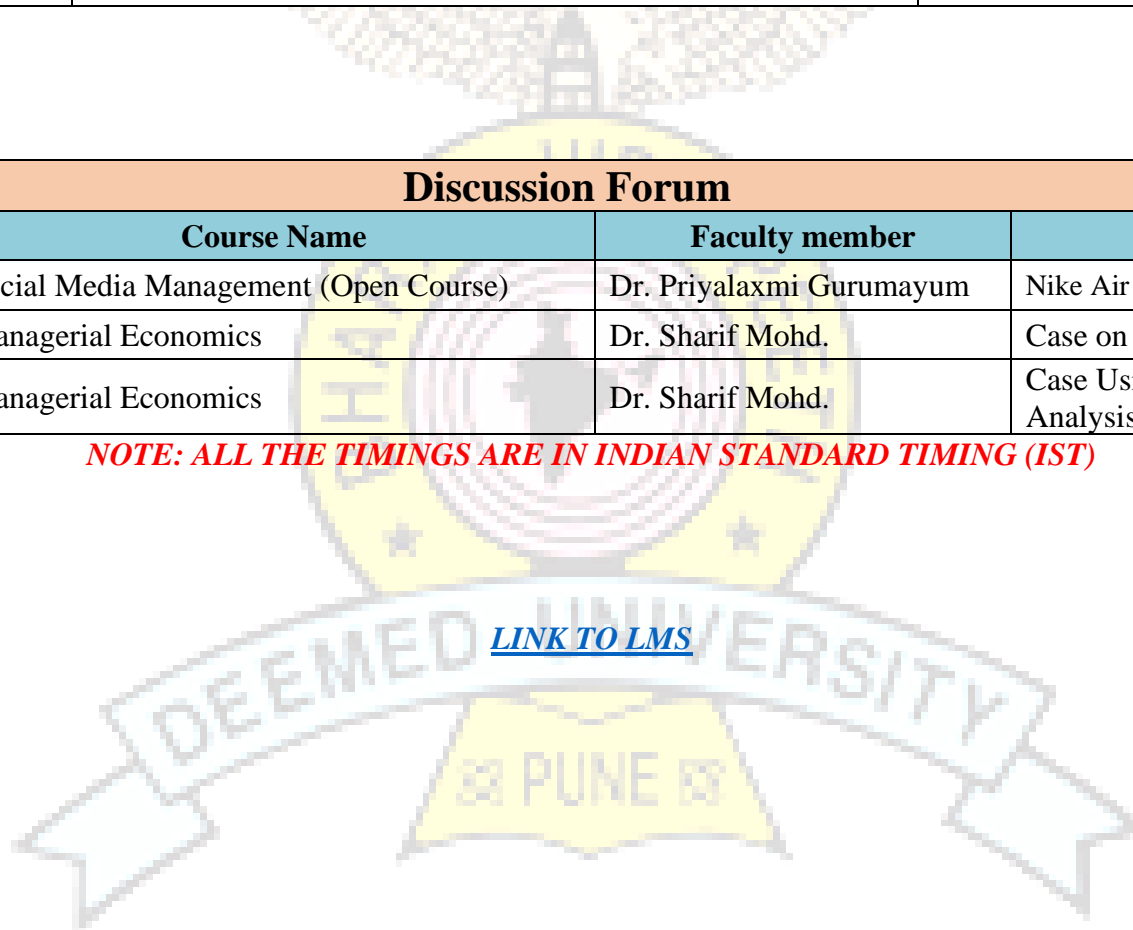 Discussion Forum
Course Name Faculty member
cial Media Management (Open Course) Dr. Priyalaxmi Gurumayum Nike Air
anagerial Economics Dr. Sharif Mohd. Case on
anagerial Economics Dr. Sharif Mohd. Case Us
Analysis
NOTE: ALL THE TIMINGS ARE IN INDIAN STANDARD TIMING (IST)
LINK TO LMS
DEEMED UNIVERSITY
PUNE